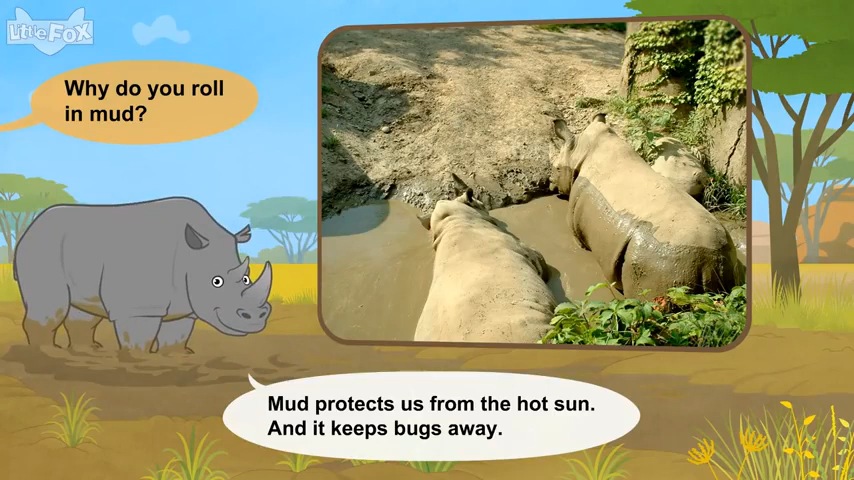 Little Fox
Why do you roll
in mud?
Mud protects us from the hot sun.
And it keeps bugs away.